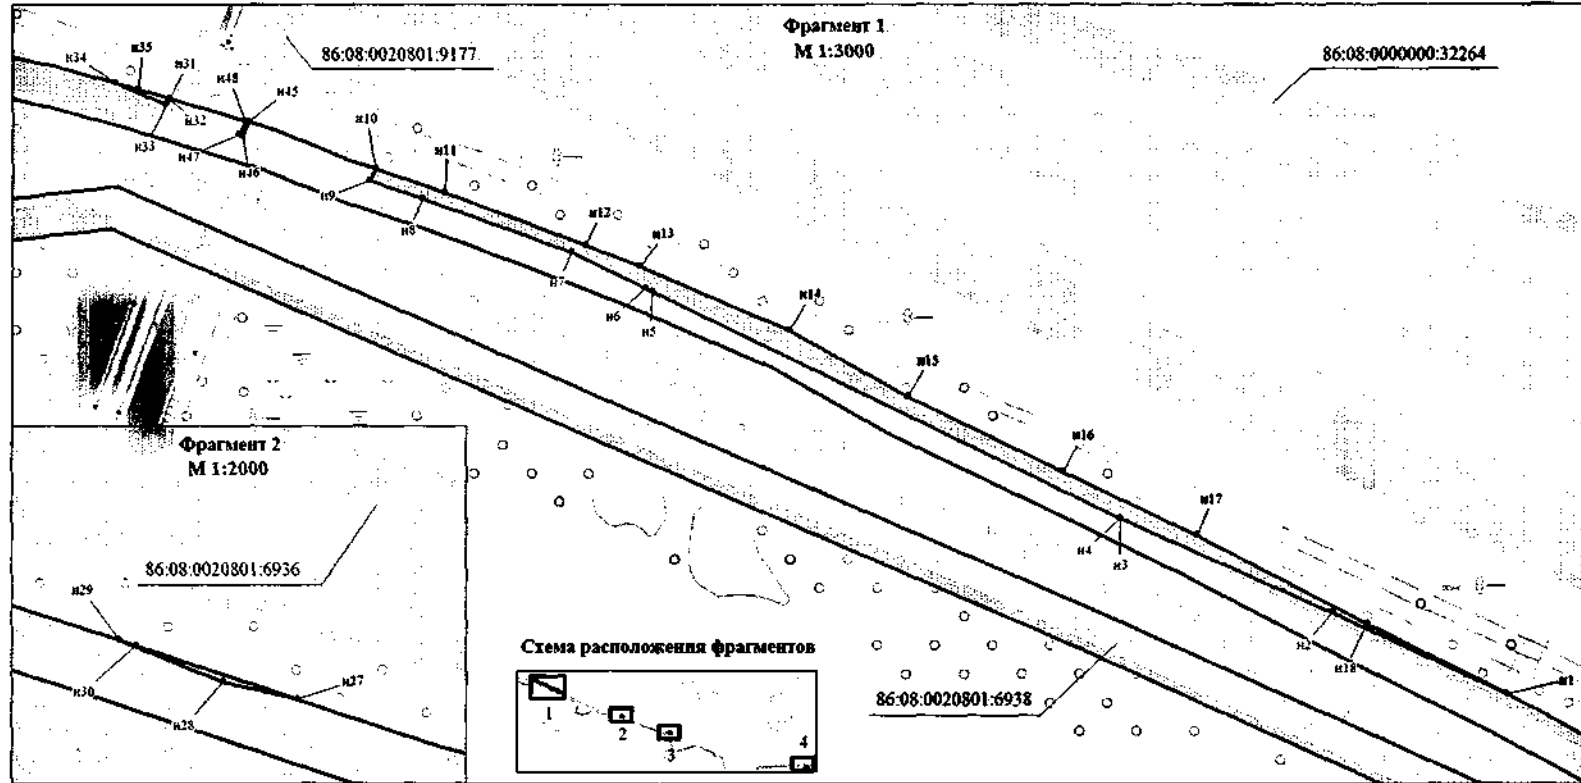 Фрагмент 1
М 1:3000
86:08:0020801:9177
86:08:0000000:32264
н34
н35
н31
н48
н45
н32
н33
н47
н46
н10
н11
н9
н8
н12
н13
н7
н6
н5
н14
н15
н16
н17
н4
н3
н2
н18
н1
Фрагмент 2
М 1:2000
86:08:0020801:6936
н29
н30
н27
н28
Схема расположения фрагментов
1
2
3
4
86:08:0020801:6938